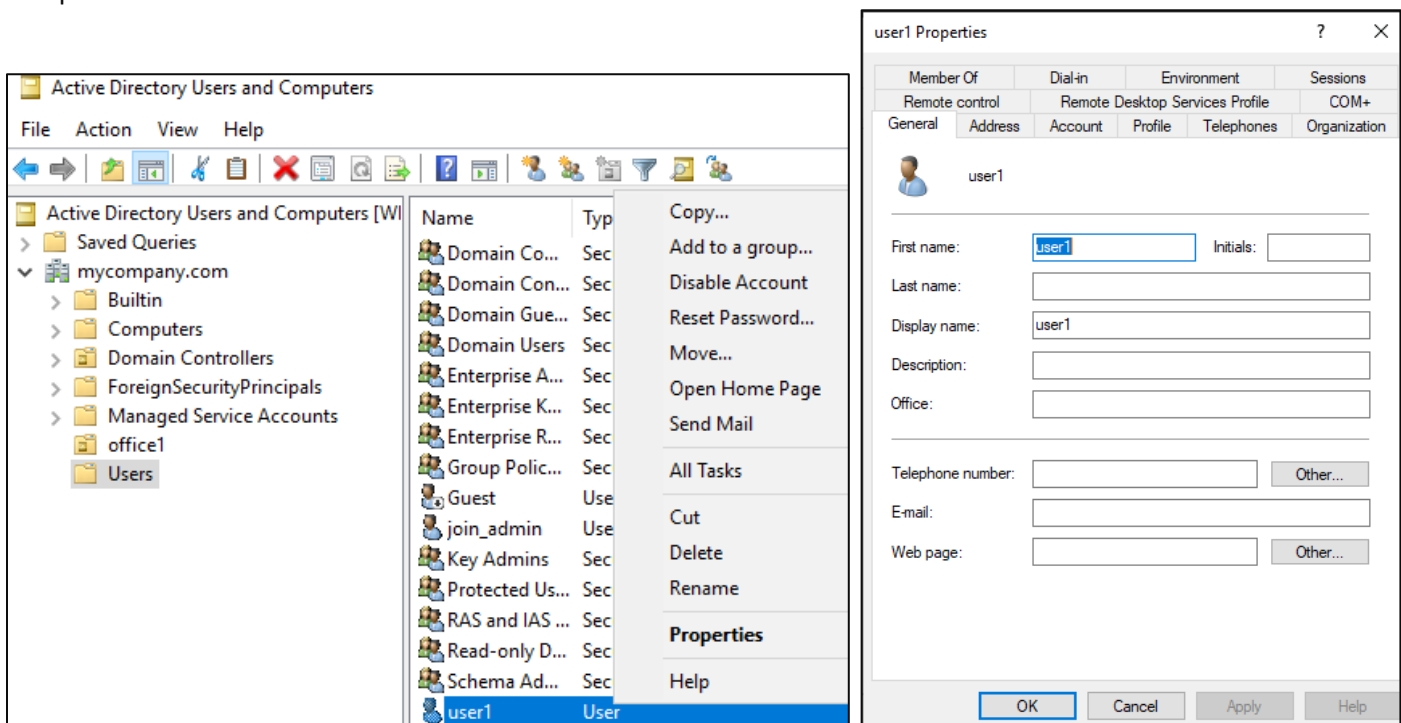 Active Directory Users and Computers
File Action View Help
Active Directory Users and Computers [WI
Saved Queries
mycompany.com
Builtin
Computers
Domain Controllers
ForeignSecurityPrincipals
Managed Service Accounts
office1
Users
Name Typ
Domain Co... Sec
Domain Con... Sec
Domain Gue... Sec
Domain Users Sec
Enterprise A... Sec
Enterprise K... Sec
Enterprise R... Sec
Group Polic... Sec
Guest Use
join_admin Use
Key Admins Sec
Protected Us... Sec
RAS and IAS ... Sec
Read-only D... Sec
Schema Ad... Sec
user1 User
Copy...
Add to a group...
Disable Account
Reset Password...
Move...
Open Home Page
Send Mail
All Tasks
Cut
Delete
Rename
Properties
Help
user1 Properties ?
Member Of Dial-in Environment Sessions
Remote control Remote Desktop Services Profile COM+
General Address Account Profile Telephones Organization
user1
First name: user1 Initials:
Last name:
Display name: user1
Description:
Office:
Telephone number: Other...
E-mail:
Web page: Other...
OK Cancel Apply Help